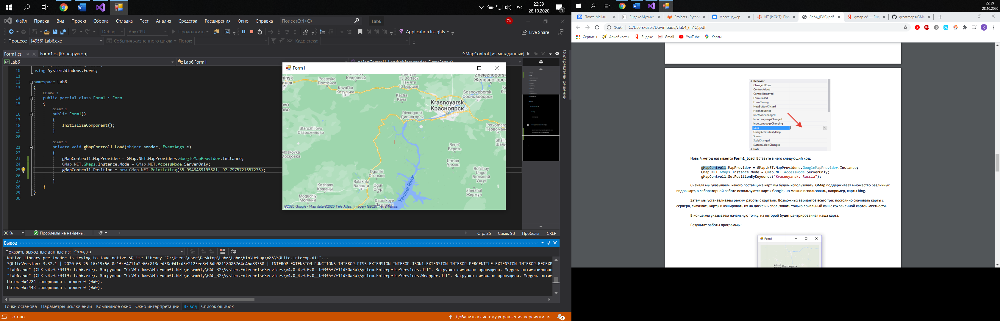 22:39
28.10.2020
РУС
1
Файл Правка Вид Проект Сборка Отладка Тест Анализ Средства Расширения Окно Справка Поиск (Ctrl+Q) Lab6 ZK
Debug Any CPU Продолжить Application Insights Live Share
Процесс: [4956] Lab6.exe События жизненного цикла Поток: Кадр стека:
Form1.cs Form1.cs [Конструктор] GMapControl [из метаданных]
Lab6 Lab6.Form1 gMapControl1_Load(object sender, EventArgs e)
Обозреватель решений
10 using System.Windows.Forms;
11
12 namespace Lab6
13 {
Ссылок: 3
14 public partial class Form1 : Form
15 {
ссылка: 1
16 public Form1()
17 {
18 InitializeComponent();
19 }
20
ссылка: 1
21 private void gMapControl1_Load(object sender, EventArgs e)
22 {
23 gMapControl1.MapProvider = GMap.NET.MapProviders.GoogleMapProvider.Instance;
24 GMap.NET.GMaps.Instance.Mode = GMap.NET.AccessMode.ServerOnly;
25 gMapControl1.Position = new GMap.NET.PointLatLng(55.9943489195581, 92.7975721657276);
26
27 }
28 }
29 }
30
Form1
Postoyka
Постойка
Kedrovy
Кедровый
Pamyati
13 Bortsov
Памяти
13 Борцов
Zheleznogorsk
Железногорск
Kozul'ka
Козулька
Kacha
Кача
Sosnovoborsk
Сосновоборск
Krasnoyarsk
Красноярск
Divnogorsk
Дивногорск
Starozhilovo
Старожилово
Pervoman
Первоман
Shalin
Шали
Beret'
Береть
Moskovka
Московка
Urman
Урман
Ogon'ki
Огоньки
Bol'shoy
Ungut
Большой
Унгут
Balakhta
Балахта
Kozhany
Кожаны
Ogur
Огур
Yenisei River
Zherzhul
Жержул
Moguchiy
Могучий
Daurskoye
Даурское
©2020 Google - Map data ©2020 Tele Atlas, Imagery ©2020 TerraMetrics
90 % Проблемы не найдены. Стр: 25 Симв: 98 Пробелы CRLF
Вывод
Показать выходные данные из: Отладка
Native library pre-loader is trying to load native SQLite library "C:\Users\user\Desktop\Lab6\Lab6\bin\Debug\x86\SQLite.Interop.dll"...
SQLiteVersion: 3.32.1 | 2020-05-25 16:19:56 0c1fcf4711a2e66c813aed38cf41cd3e2123ee8eb6db98118086764c4ba83350 | INTEROP_EXTENSION_FUNCTIONS INTEROP_FTS5_EXTENSION INTEROP_JSON1_EXTENSION INTEROP_PERCENTILE_EXTENSION INTEROP_REGEXP
"Lab6.exe" (CLR v4.0.30319: Lab6.exe). Загружено "C:\Windows\Microsoft.Net\assembly\GAC_32\System.EnterpriseServices\v4.0_4.0.0.0__b03f5f7f11d50a3a\System.EnterpriseServices.dll". Загрузка символов пропущена. Модуль оптимизирован
"Lab6.exe" (CLR v4.0.30319: Lab6.exe). Загружено "C:\Windows\Microsoft.Net\assembly\GAC_32\System.EnterpriseServices\v4.0_4.0.0.0__b03f5f7f11d50a3a\System.EnterpriseServices.Wrapper.dll". Загрузка символов пропущена. Модуль оптим
Поток 0x4224 завершился с кодом 0 (0x0).
Поток 0x3448 завершился с кодом 0 (0x0).
Точки останова Параметры исключений Командное окно Окно интерпретации Вывод Список ошибок
Готово Добавить в систему управления версиями 4
22:39
28.10.2020
Почта Mail.ru Яндекс.Музыка Projects - Pytho Мессенджер ИТ (ИСИТ): Пра Лаб4_(ГИС).pdf gmap c# — Янд greatmaps/GMa
Файл | C:/Users/user/Downloads/Лаб4_(ГИС).pdf ABP K
Сервисы Авиабилеты Яндекс Gmail YouTube Карты
Behavior
ChangeUICues
ControlAdded
ControlRemoved
FormClosed
FormClosing
HelpButtonClicked
HelpRequested
ImeModeChanged
InputLanguageChanged
InputLanguageChanging
Load
QueryAccessibilityHelp
Shown
StyleChanged
SystemColorsChanged
Data
Новый метод называется Form1_Load. Вставьте в него следующий код:
gMapControl1.MapProvider = GMap.NET.MapProviders.GoogleMapProvider.Instance;
GMap.NET.GMaps.Instance.Mode = GMap.NET.AccessMode.ServerOnly;
gMapControl1.SetPositionByKeywords("Krasnoyarsk, Russia");
Сначала мы указываем, какого поставщика карт мы будем использовать. GMap поддерживает множество различных
видов карт, в лабораторной работе используются карты Google, но можно использовать, например, карты Bing.
Затем мы устанавливаем режим работы с картами. Возможных вариантов всего три: постоянно скачивать карты с
сервера, скачивать карты и кэшировать их на диске и использовать только локальный кэш с сохраненной картой местности.
В конце мы указываем начальную точку, на которой будет центрированная наша карта.
Результат работы программы:
Form1
Achinsk
Krasnoyarsk